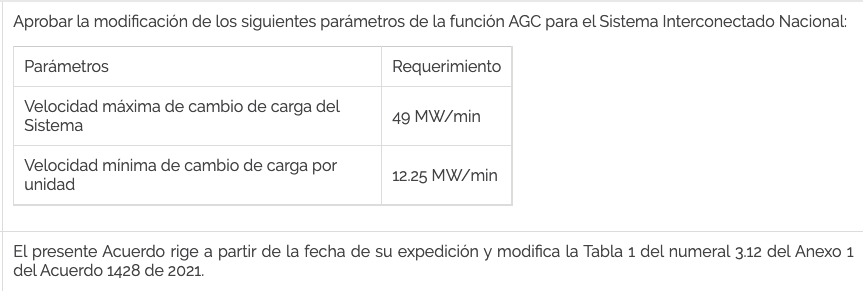 Aprobar la modificación de los siguientes parámetros de la función AGC para el Sistema Interconectado Nacional:
Parámetros
Requerimiento
Velocidad máxima de cambio de carga del
Sistema
49 MW/min
Velocidad mínima de cambio de carga por
unidad
12.25 MW/min
El presente Acuerdo rige a partir de la fecha de su expedición y modifica la Tabla 1 del numeral 3.12 del Anexo 1
del Acuerdo 1428 de 2021.